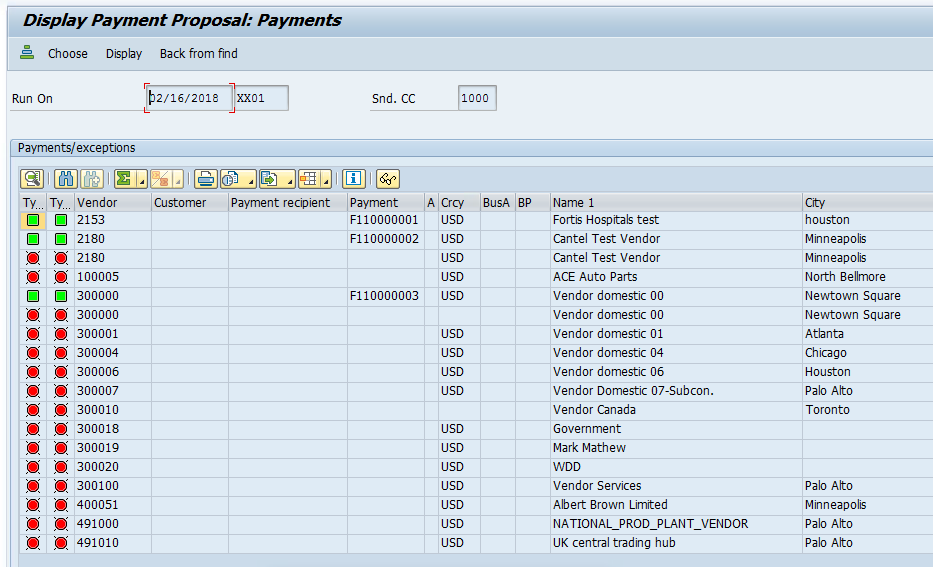 Display Payment Proposal: Payments
Choose Display Back from find
Run On 02/16/2018 XX01 Snd. CC 1000
Payments/exceptions
Ty... Ty... Vendor Customer Payment recipient Payment A Crcy BusA BP Name 1 City
2153 F110000001 USD Fortis Hospitals test houston
2180 F110000002 USD Cantel Test Vendor Minneapolis
2180 USD Cantel Test Vendor Minneapolis
100005 USD ACE Auto Parts North Bellmore
300000 F110000003 USD Vendor domestic 00 Newtown Square
300000 Vendor domestic 00 Newtown Square
300001 USD Vendor domestic 01 Atlanta
300004 USD Vendor domestic 04 Chicago
300006 USD Vendor domestic 06 Houston
300007 USD Vendor Domestic 07-Subcon. Palo Alto
300010 Vendor Canada Toronto
300018 USD Government
300019 USD Mark Mathew
300020 USD WDD
300100 USD Vendor Services Palo Alto
400051 USD Albert Brown Limited Minneapolis
491000 USD NATIONAL_PROD_PLANT_VENDOR Palo Alto
491010 USD UK central trading hub Palo Alto